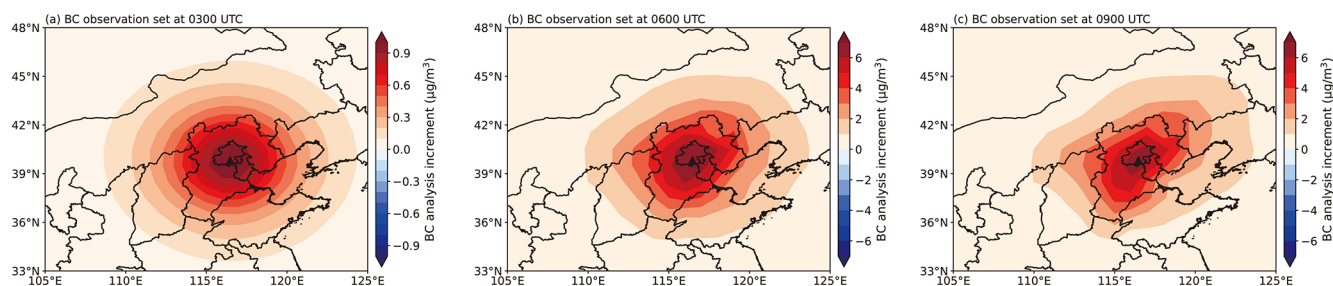 (a) BC observation set at 0300 UTC
48°N
45°N
42°N
39°N
36°N
33°N
105°E
110°E
115°E
120°E
125°E
0.9
0.6
0.3
0.0
−0.3
−0.6
−0.9
BC analysis increment (μg/m³)
(b) BC observation set at 0600 UTC
48°N
45°N
42°N
39°N
36°N
33°N
105°E
110°E
115°E
120°E
125°E
6
4
2
0
−2
−4
−6
BC analysis increment (μg/m³)
(c) BC observation set at 0900 UTC
48°N
45°N
42°N
39°N
36°N
33°N
105°E
110°E
115°E
120°E
125°E
6
4
2
0
−2
−4
−6
BC analysis increment (μg/m³)